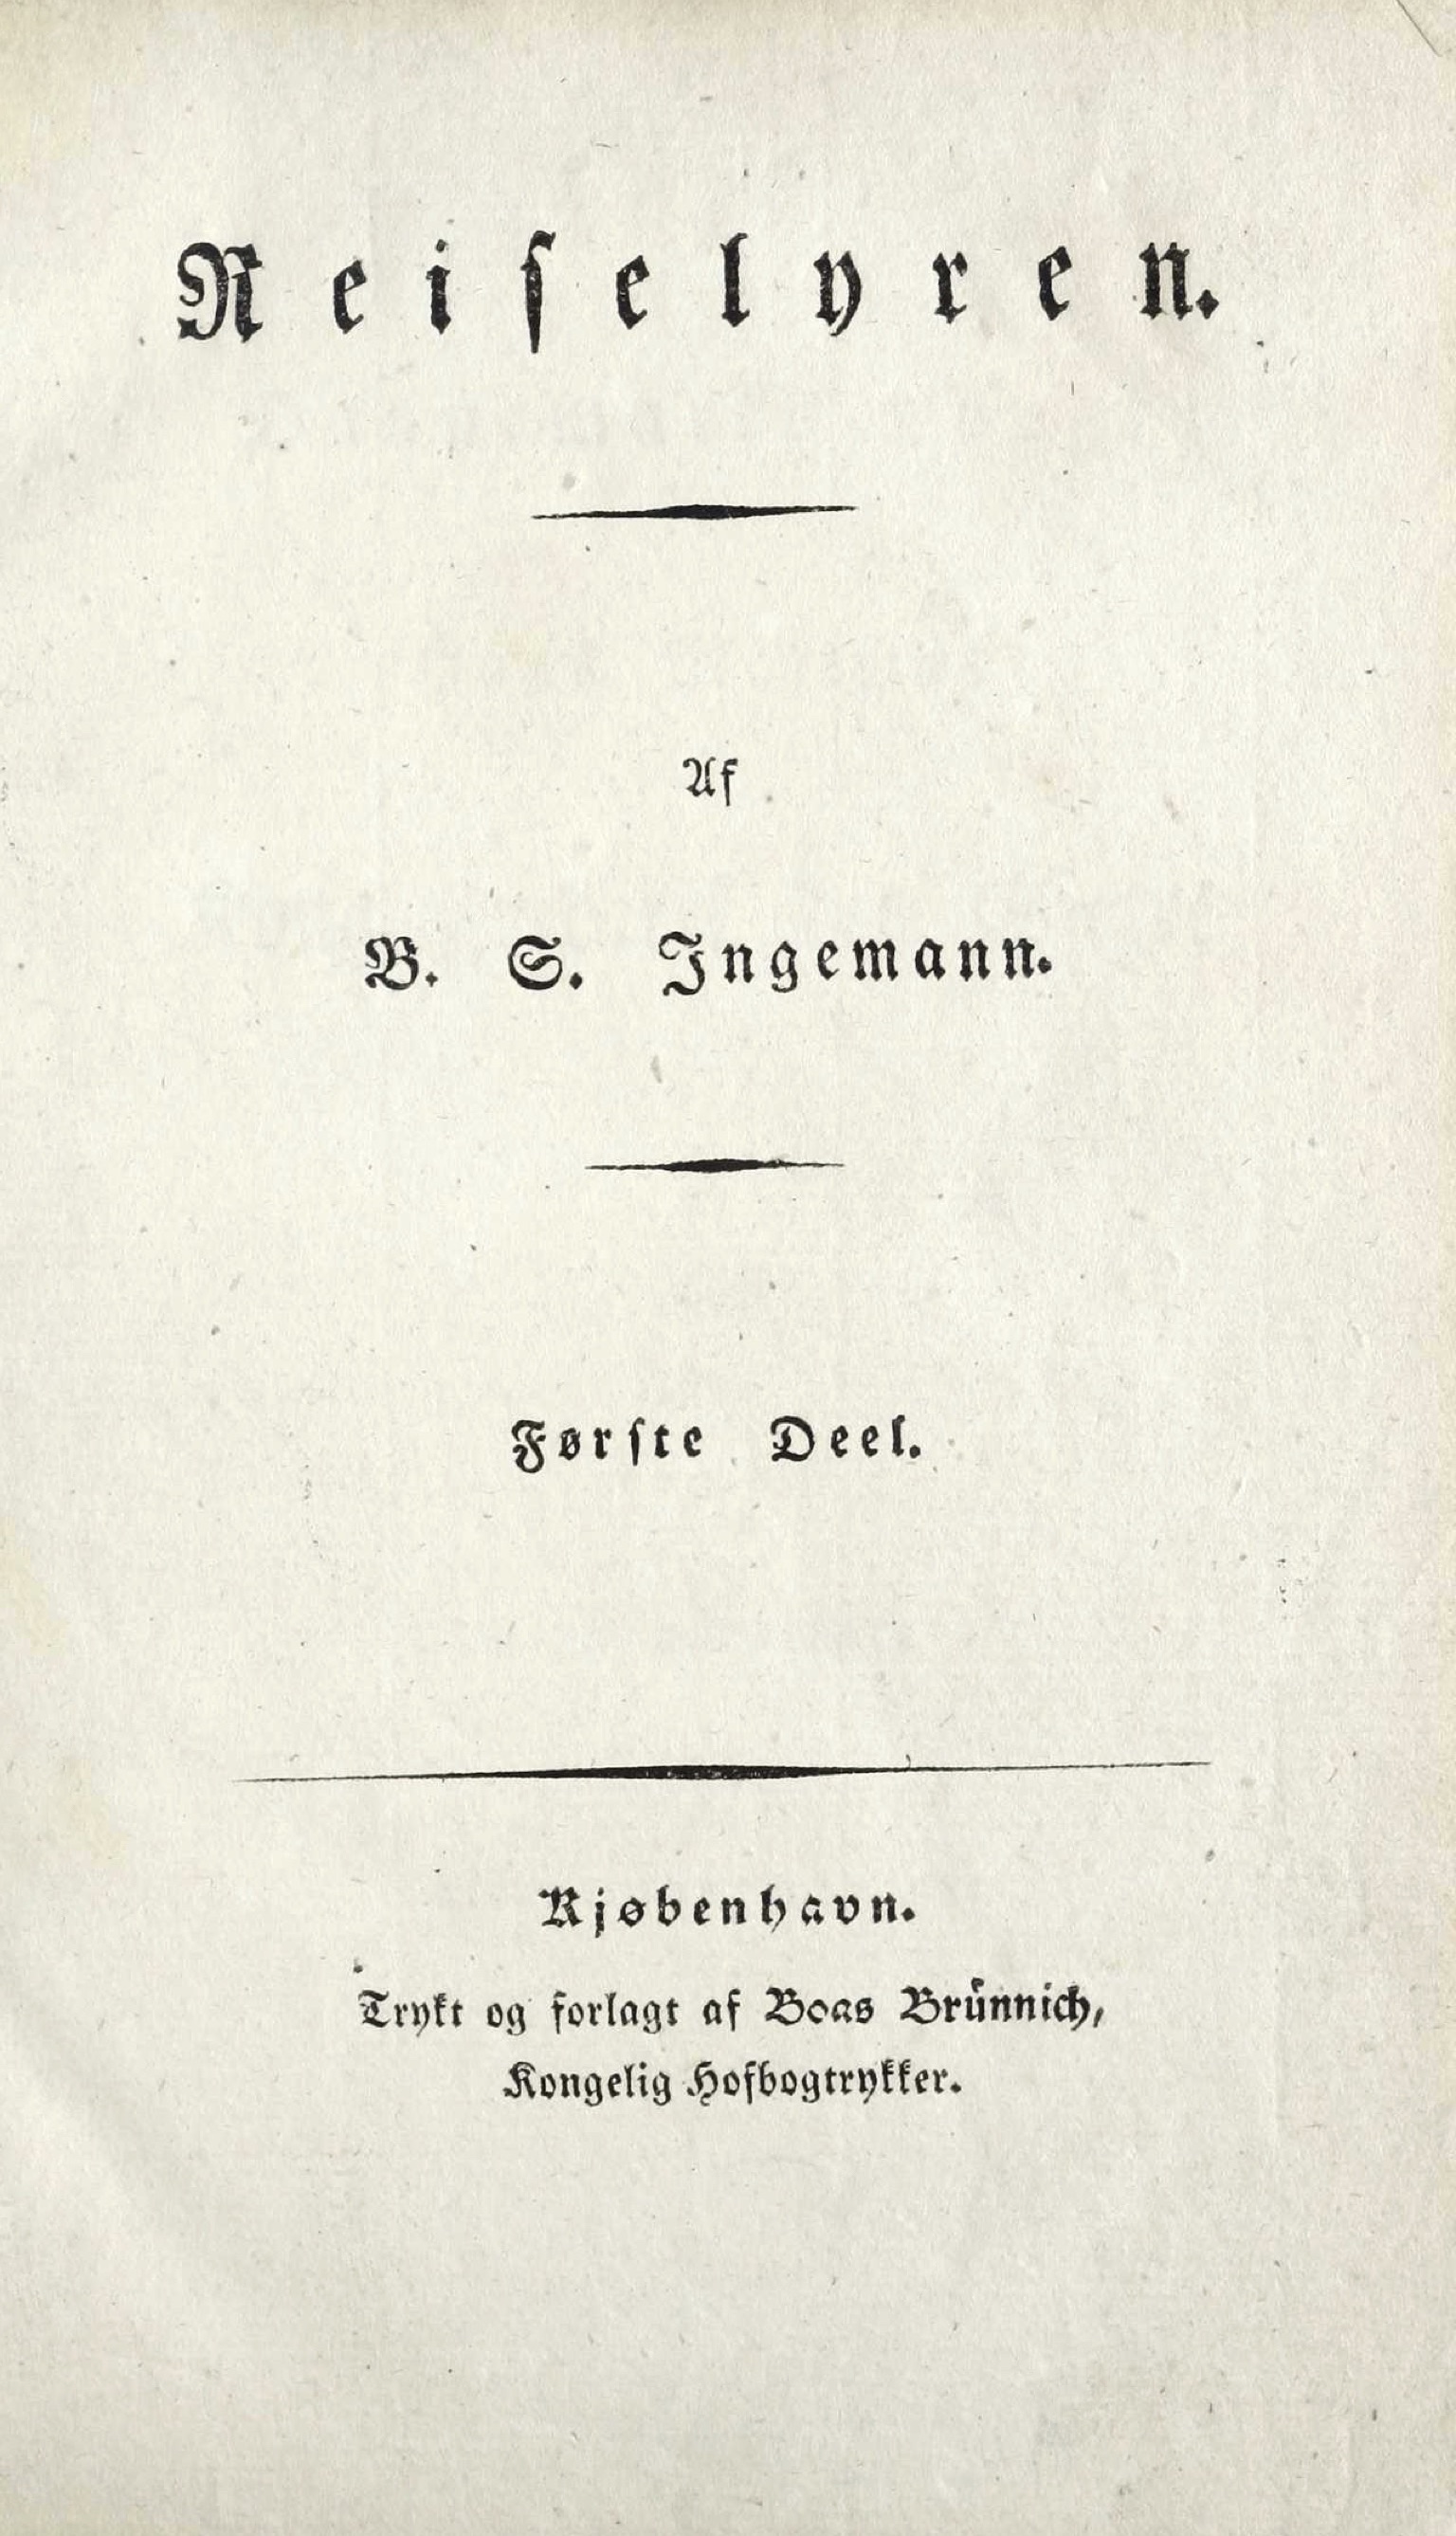 Reiſelyren.
Af
B. S. Ingemann.
Førſte Deel.
Kjøbenhavn.
Trykt og forlagt af Boas Brünnich,
Kongelig Hofbogtrykker.